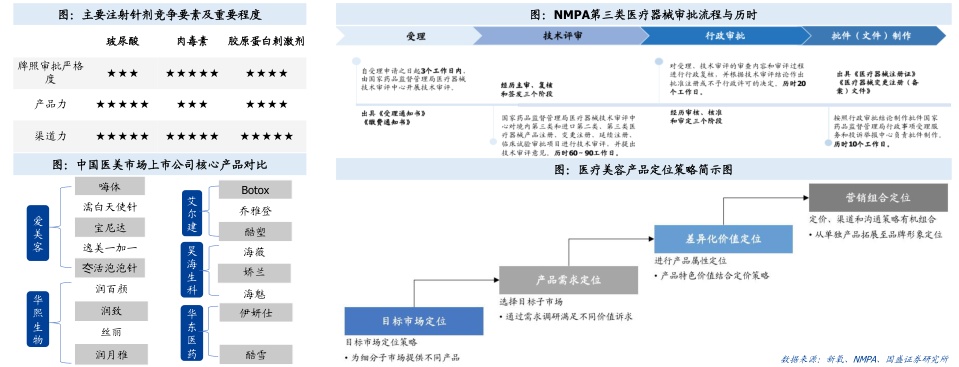 图：主要注射针剂竞争要素及重要程度
玻尿酸 肉毒素 胶原蛋白刺激剂
牌照审批严格度 ★★★ ★★★★★ ★★★★
产品力 ★★★★★ ★★★ ★★★★
渠道力 ★★★★★ ★★★★★ ★★★★★
图：中国医美市场上市公司核心产品对比
爱美客
嗨体
濡白天使针
宝尼达
逸美一加一
冭活泡泡针
华熙生物
润百颜
润致
丝丽
润月雅
艾尔建
Botox
乔雅登
酷塑
昊海生科
海薇
娇兰
海魅
华东医药
伊妍仕
酷雪
图：NMPA第三类医疗器械审批流程与历时
受理 技术评审 行政审批 批件（文件）制作
自受理申请之日起3个工作日内，
由国家药品监督管理局医疗器械
技术审评中心开展技术审评。
出具《受理通知书》
《缴费通知书》
经历主审、复核
和签发三个阶段
国家药品监督管理局医疗器械技术审评中
心对境内第三类和进口第二类、第三类医
疗器械产品注册、变更注册、延续注册、
临床试验审批项目进行技术审评，并提出
技术审评意见，历时60－90工作日。
对受理、技术审评的审查内容和审评过程
进行行政复核，并根据技术审评结论作出
批准注册或不予行政许可的决定，历时20
个工作日。
经历审核、核准
和审定三个阶段
出具《医疗器械注册证》
《医疗器械变更注册（备
案）文件》
按照行政审批结论制作批件国家
药品监督管理局行政事项受理服
务和投诉举报中心负责批件制作，
历时10个工作日。
图：医疗美容产品定位策略简示图
目标市场定位
目标市场定位策略
• 为细分子市场提供不同产品
产品需求定位
选择目标子市场
• 通过需求调研满足不同价值诉求
差异化价值定位
进行产品属性定位
• 产品特色价值结合定价策略
营销组合定位
定价、渠道和沟通策略有机组合
• 从单独产品拓展至品牌形象定位
数据来源：新氧、NMPA、国盛证券研究所